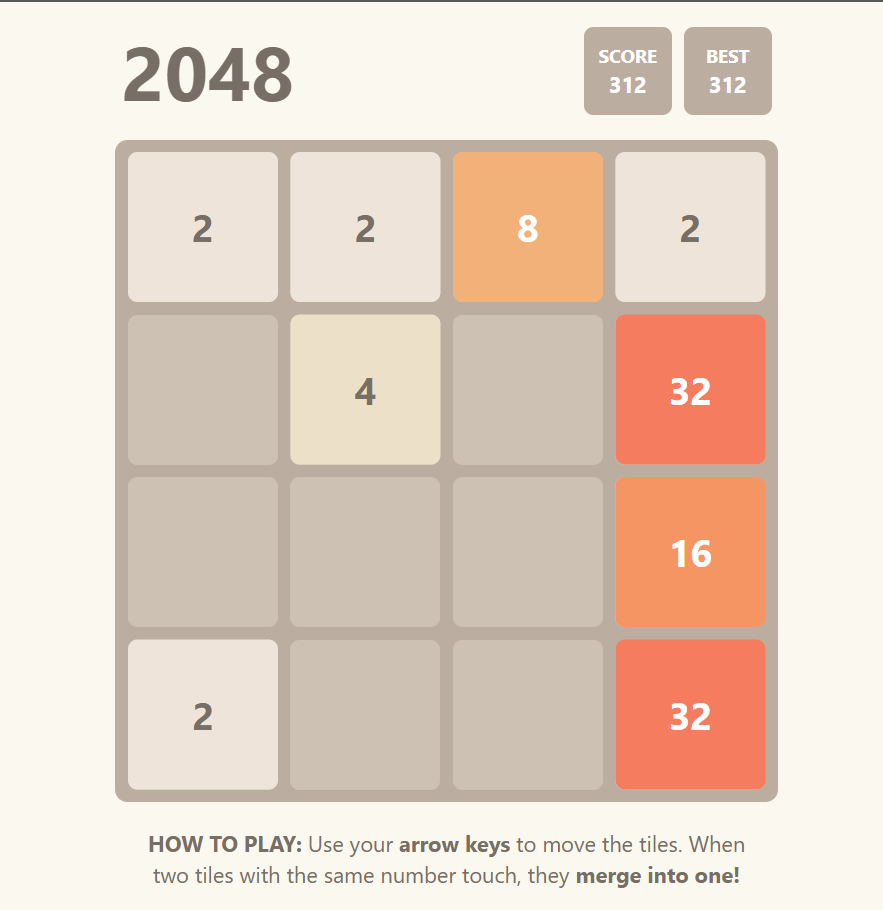 2048
SCORE BEST
312 312
2 2 8 2
4 32
16
2 32
HOW TO PLAY: Use your arrow keys to move the tiles. When
two tiles with the same number touch, they merge into one!